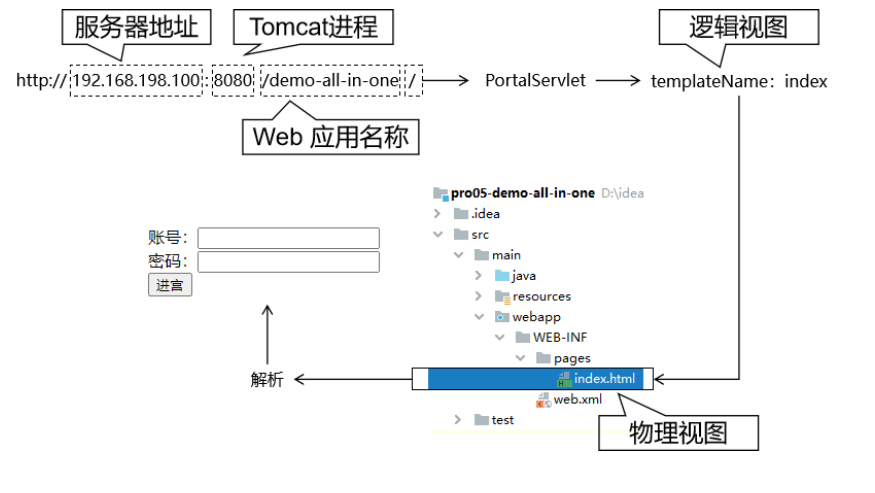 服务器地址
Tomcat进程
逻辑视图
http:// 192.168.198.100 : 8080 /demo-all-in-one / PortalServlet templateName：index
Web 应用名称
pro05-demo-all-in-one D:\idea
.idea
src
main
java
resources
webapp
WEB-INF
pages
index.html
web.xml
test
账号：
密码：
进宫
解析
物理视图